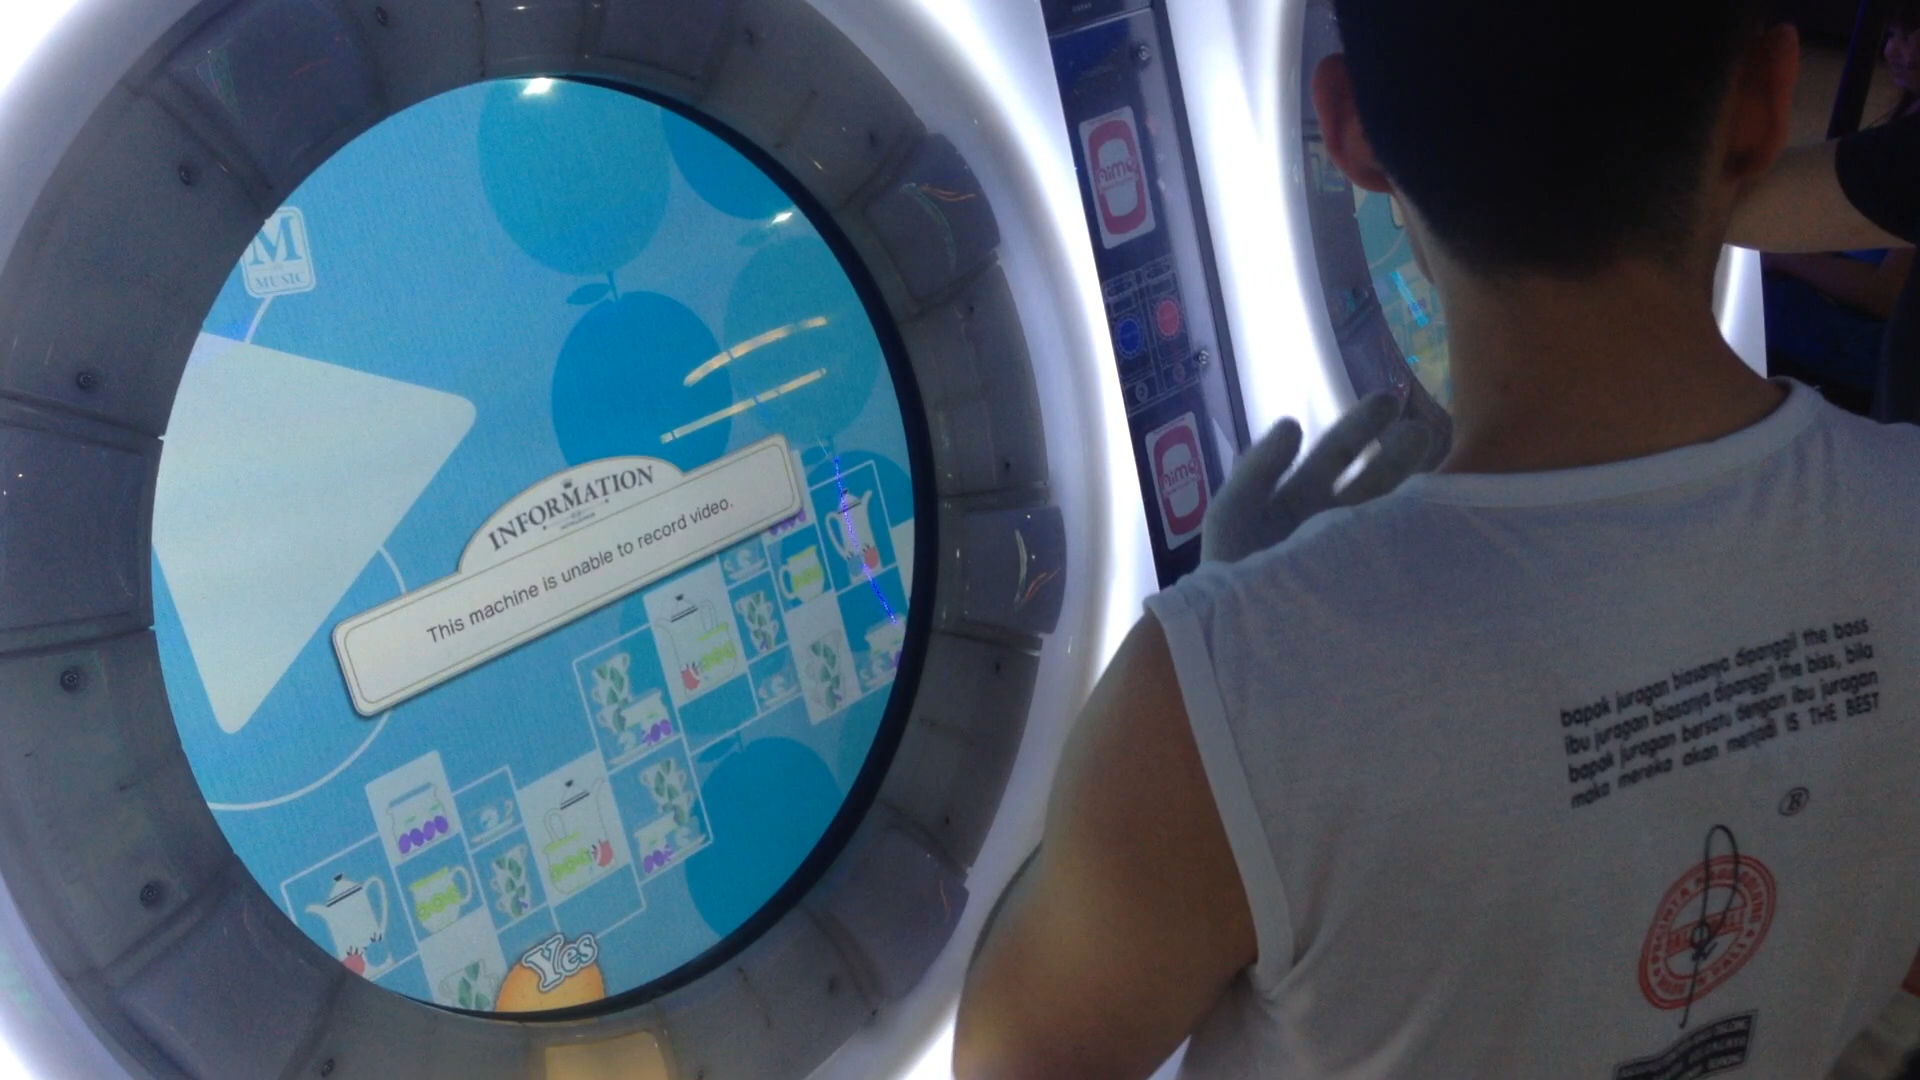 M
MUSIC
INFORMATION
This machine is unable to record video.
Yes
bapak juragan biasanya dipanggil the boss
ibu juragan biasanya dipanggil the biss, bila
bapak juragan bersatu dengan ibu juragan
maka mereka akan menjadi IS THE BEST
R